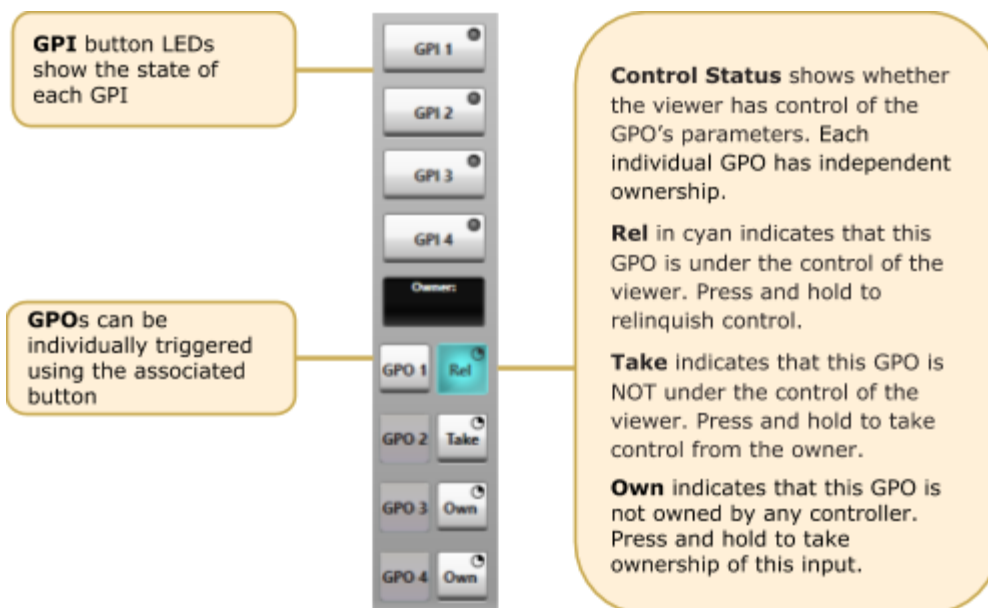 GPI button LEDs
show the state of
each GPI
GPI 1
GPI 2
GPI 3
GPI 4
Owner:
GPOs can be
individually triggered
using the associated
button
GPO 1 Rel
GPO 2 Take
GPO 3 Own
GPO 4 Own
Control Status shows whether
the viewer has control of the
GPO’s parameters. Each
individual GPO has independent
ownership.
Rel in cyan indicates that this
GPO is under the control of the
viewer. Press and hold to
relinquish control.
Take indicates that this GPO is
NOT under the control of the
viewer. Press and hold to take
control from the owner.
Own indicates that this GPO is
not owned by any controller.
Press and hold to take
ownership of this input.